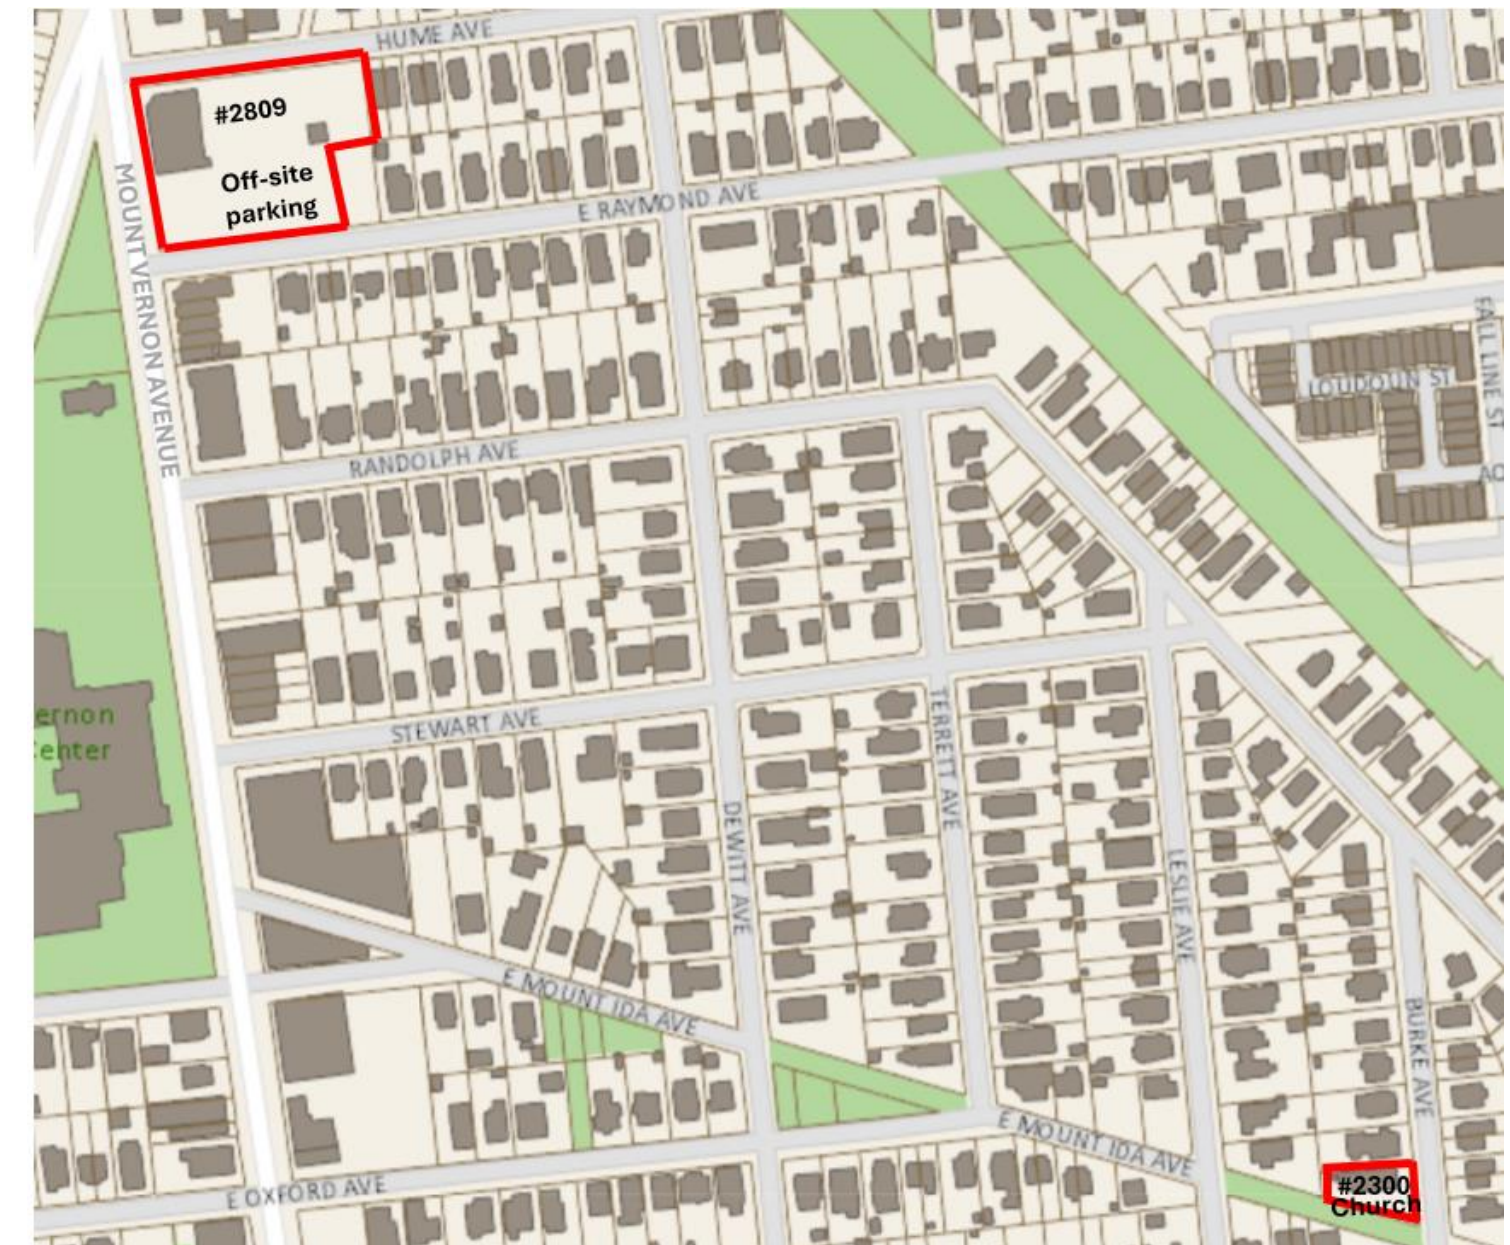 HUME AVE
#2809
Off-site
parking
E RAYMOND AVE
MOUNT VERNON AVENUE
FALL LINE ST
LOUDOUN ST
RANDOLPH AVE
ernon
enter
STEWART AVE
TERRETT AVE
DEWITT AVE
LESLIE AVE
E MOUNT IDA AVE
BURKE AVE
E MOUNT IDA AVE
E OXFORD AVE
#2300
Church